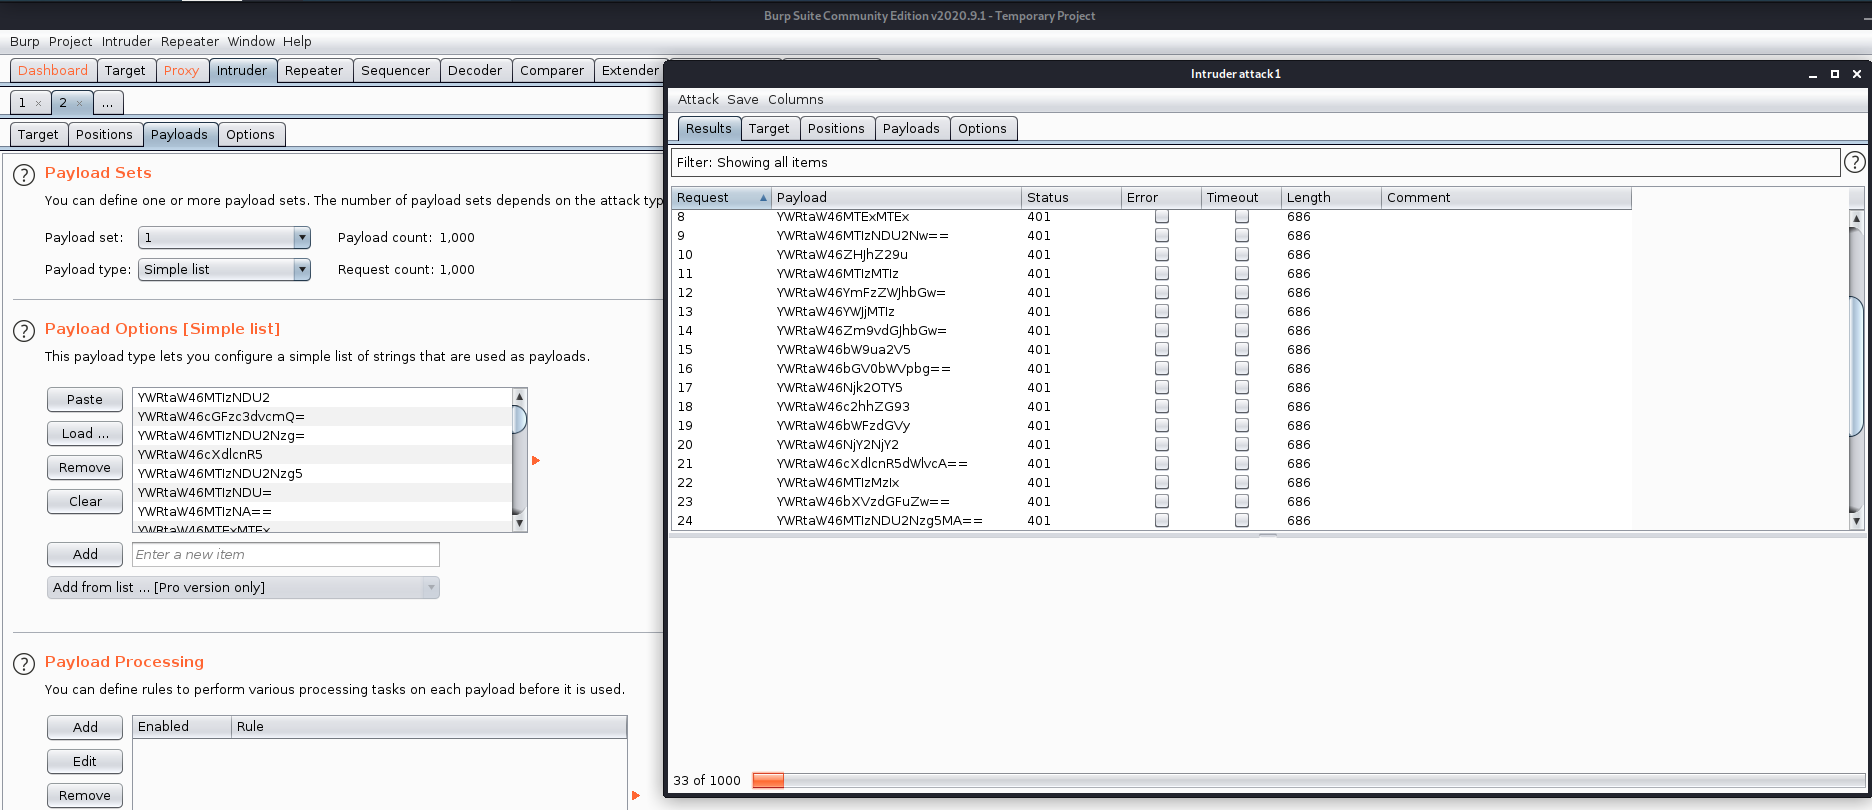 Burp Suite Community Edition v2020.9.1 - Temporary Project
Burp Project Intruder Repeater Window Help
Dashboard Target Proxy Intruder Repeater Sequencer Decoder Comparer Extender
1 × 2 × ...
Target Positions Payloads Options
? Payload Sets
You can define one or more payload sets. The number of payload sets depends on the attack typ
Payload set: 1 Payload count: 1,000
Payload type: Simple list Request count: 1,000
? Payload Options [Simple list]
This payload type lets you configure a simple list of strings that are used as payloads.
Paste
Load ...
Remove
Clear
YWRtaW46MTIzNDU2
YWRtaW46cGFzc3dvcmQ=
YWRtaW46MTIzNDU2Nzg=
YWRtaW46cXdlcnR5
YWRtaW46MTIzNDU2Nzg5
YWRtaW46MTIzNDU=
YWRtaW46MTIzNA==
YWRtaW46MTExMTEx
Add Enter a new item
Add from list ... [Pro version only]
? Payload Processing
You can define rules to perform various processing tasks on each payload before it is used.
Add
Edit
Remove
Enabled Rule
Intruder attack1
Attack Save Columns
Results Target Positions Payloads Options
Filter: Showing all items ?
Request Payload Status Error Timeout Length Comment
8 YWRtaW46MTExMTEx 401 686
9 YWRtaW46MTIzNDU2Nw== 401 686
10 YWRtaW46ZHJhZ29u 401 686
11 YWRtaW46MTIzMTIz 401 686
12 YWRtaW46YmFzZWJhbGw= 401 686
13 YWRtaW46YWJjMTIz 401 686
14 YWRtaW46Zm9vdGJhbGw= 401 686
15 YWRtaW46bW9ua2V5 401 686
16 YWRtaW46bGV0bWVpbg== 401 686
17 YWRtaW46Njk2OTY5 401 686
18 YWRtaW46c2hhZG93 401 686
19 YWRtaW46bWFzdGVy 401 686
20 YWRtaW46NjY2NjY2 401 686
21 YWRtaW46cXdlcnR5dWlvcA== 401 686
22 YWRtaW46MTIzMzIx 401 686
23 YWRtaW46bXVzdGFuZw== 401 686
24 YWRtaW46MTIzNDU2Nzg5MA== 401 686
33 of 1000